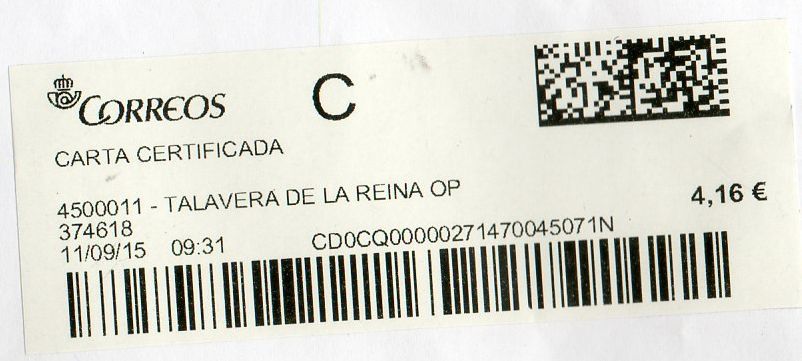 CORREOS
C
CARTA CERTIFICADA
4500011 - TALAVERA DE LA REINA OP
4,16 €
374618
11/09/15 09:31
CD0CQ00000271470045071N